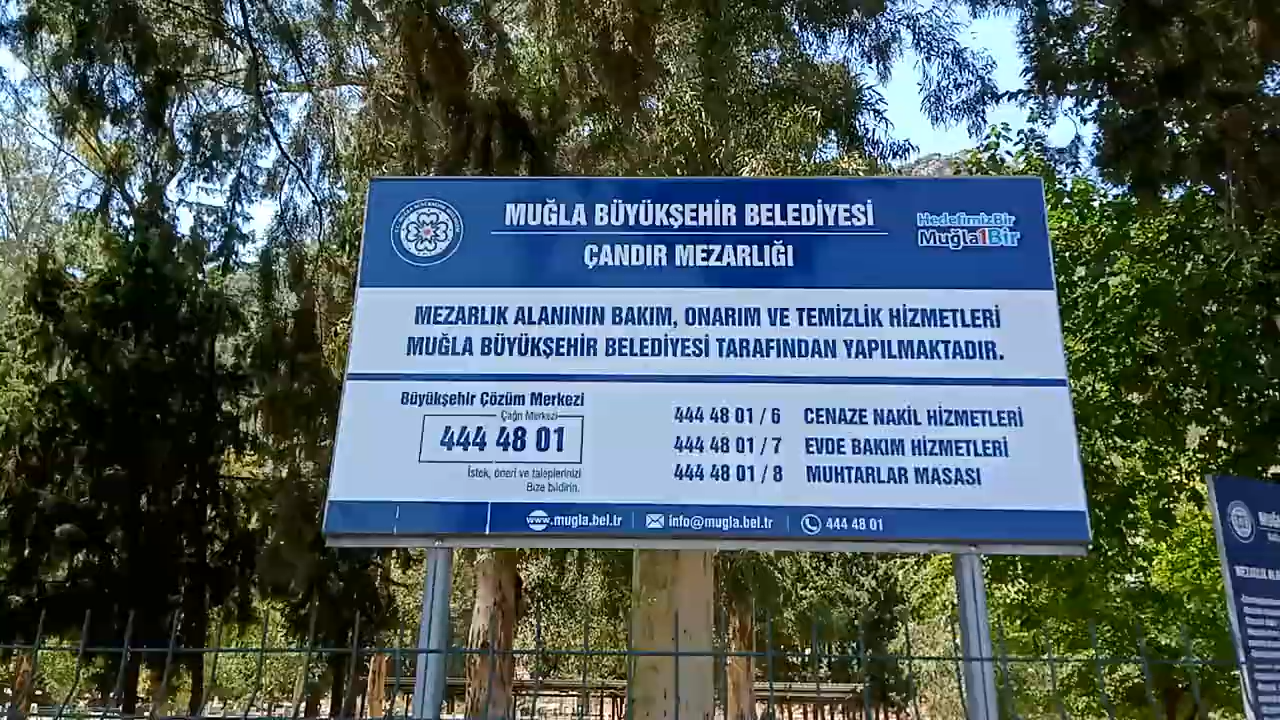 MUĞLA BÜYÜKŞEHİR BELEDİYESİ
ÇANDIR MEZARLIĞI
HedefimizBir
Muğla1Bir
MEZARLIK ALANININ BAKIM, ONARIM VE TEMİZLİK HİZMETLERİ
MUĞLA BÜYÜKŞEHİR BELEDİYESİ TARAFINDAN YAPILMAKTADIR.
Büyükşehir Çözüm Merkezi
Çağrı Merkezi
444 48 01
İstek, öneri ve taleplerinizi
Bize bildirin.
444 48 01 / 6 CENAZE NAKİL HİZMETLERİ
444 48 01 / 7 EVDE BAKIM HİZMETLERİ
444 48 01 / 8 MUHTARLAR MASASI
www.mugla.bel.tr info@mugla.bel.tr 444 48 01